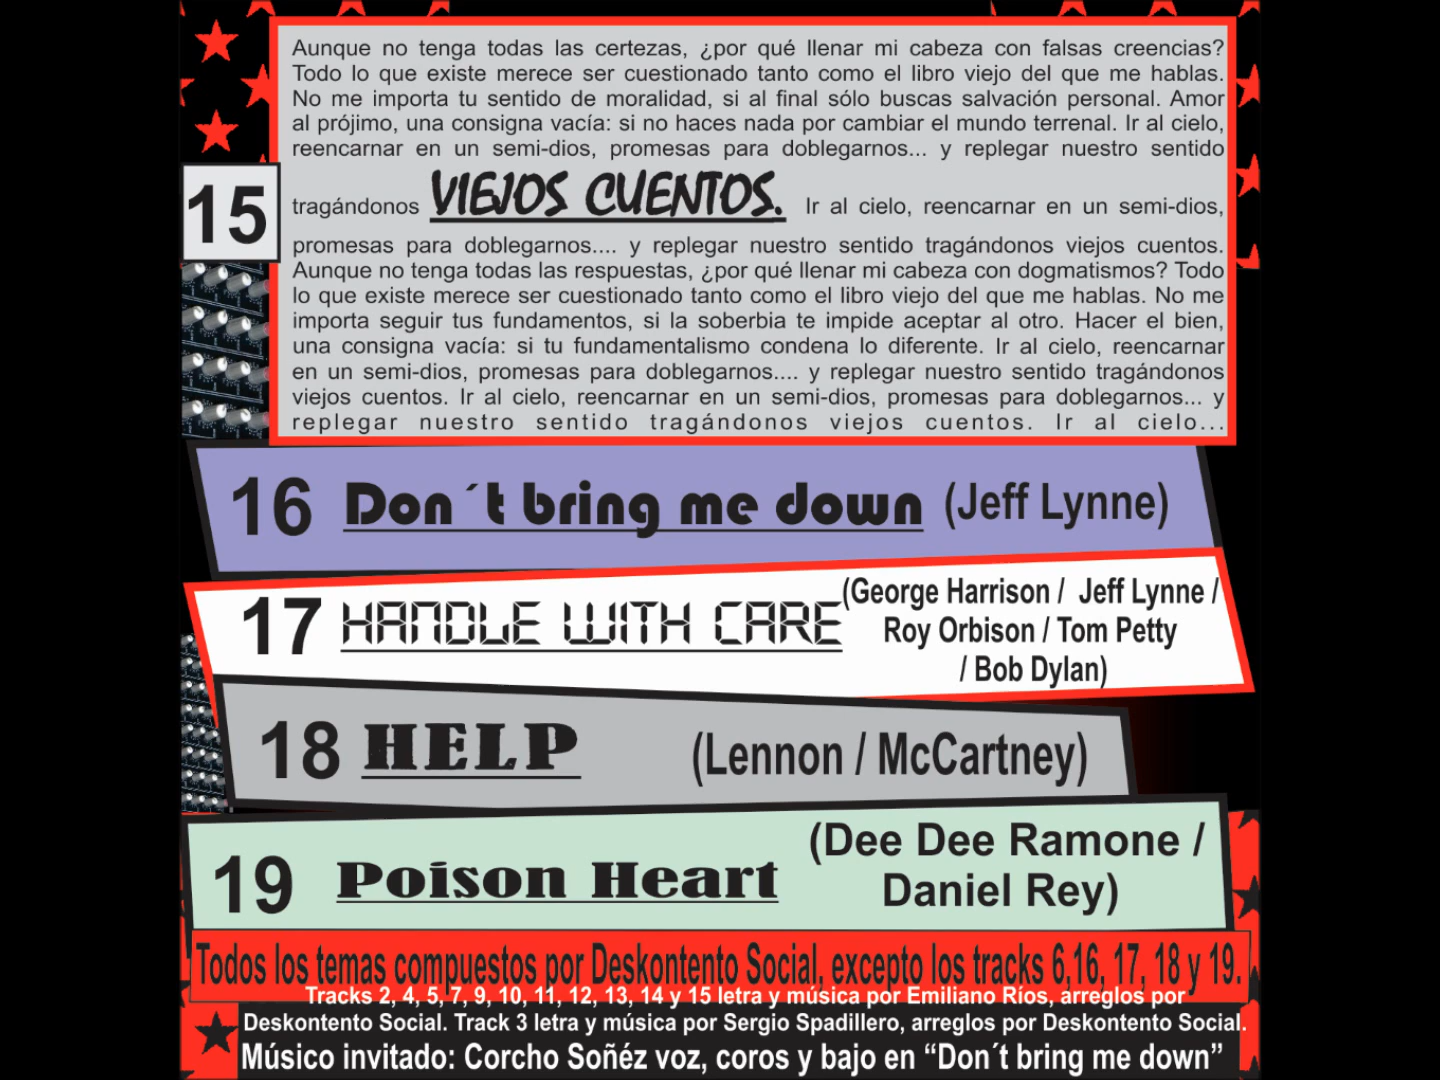 Aunque no tenga todas las certezas, ¿por qué llenar mi cabeza con falsas creencias?
Todo lo que existe merece ser cuestionado tanto como el libro viejo del que me hablas.
No me importa tu sentido de moralidad, si al final sólo buscas salvación personal. Amor
al prójimo, una consigna vacía: si no haces nada por cambiar el mundo terrenal. Ir al cielo,
reencarnar en un semi-dios, promesas para doblegarnos... y replegar nuestro sentido
15
tragándonos VIEJOS CUENTOS. Ir al cielo, reencarnar en un semi-dios,
promesas para doblegarnos.... y replegar nuestro sentido tragándonos viejos cuentos.
Aunque no tenga todas las respuestas, ¿por qué llenar mi cabeza con dogmatismos? Todo
lo que existe merece ser cuestionado tanto como el libro viejo del que me hablas. No me
importa seguir tus fundamentos, si la soberbia te impide aceptar al otro. Hacer el bien,
una consigna vacía: si tu fundamentalismo condena lo diferente. Ir al cielo, reencarnar
en un semi-dios, promesas para doblegarnos.... y replegar nuestro sentido tragándonos
viejos cuentos. Ir al cielo, reencarnar en un semi-dios, promesas para doblegarnos... y
replegar nuestro sentido tragándonos viejos cuentos. Ir al cielo...
16 Don´t bring me down (Jeff Lynne)
17 HANDLE WITH CARE (George Harrison / Jeff Lynne /
Roy Orbison / Tom Petty
/ Bob Dylan)
18 HELP (Lennon / McCartney)
19 Poison Heart (Dee Dee Ramone /
Daniel Rey)
Todos los temas compuestos por Deskontento Social, excepto los tracks 6,16, 17, 18 y 19.
Tracks 2, 4, 5, 7, 9, 10, 11, 12, 13, 14 y 15 letra y música por Emiliano Ríos, arreglos por
Deskontento Social. Track 3 letra y música por Sergio Spadillero, arreglos por Deskontento Social.
Músico invitado: Corcho Soñéz voz, coros y bajo en “Don´t bring me down”